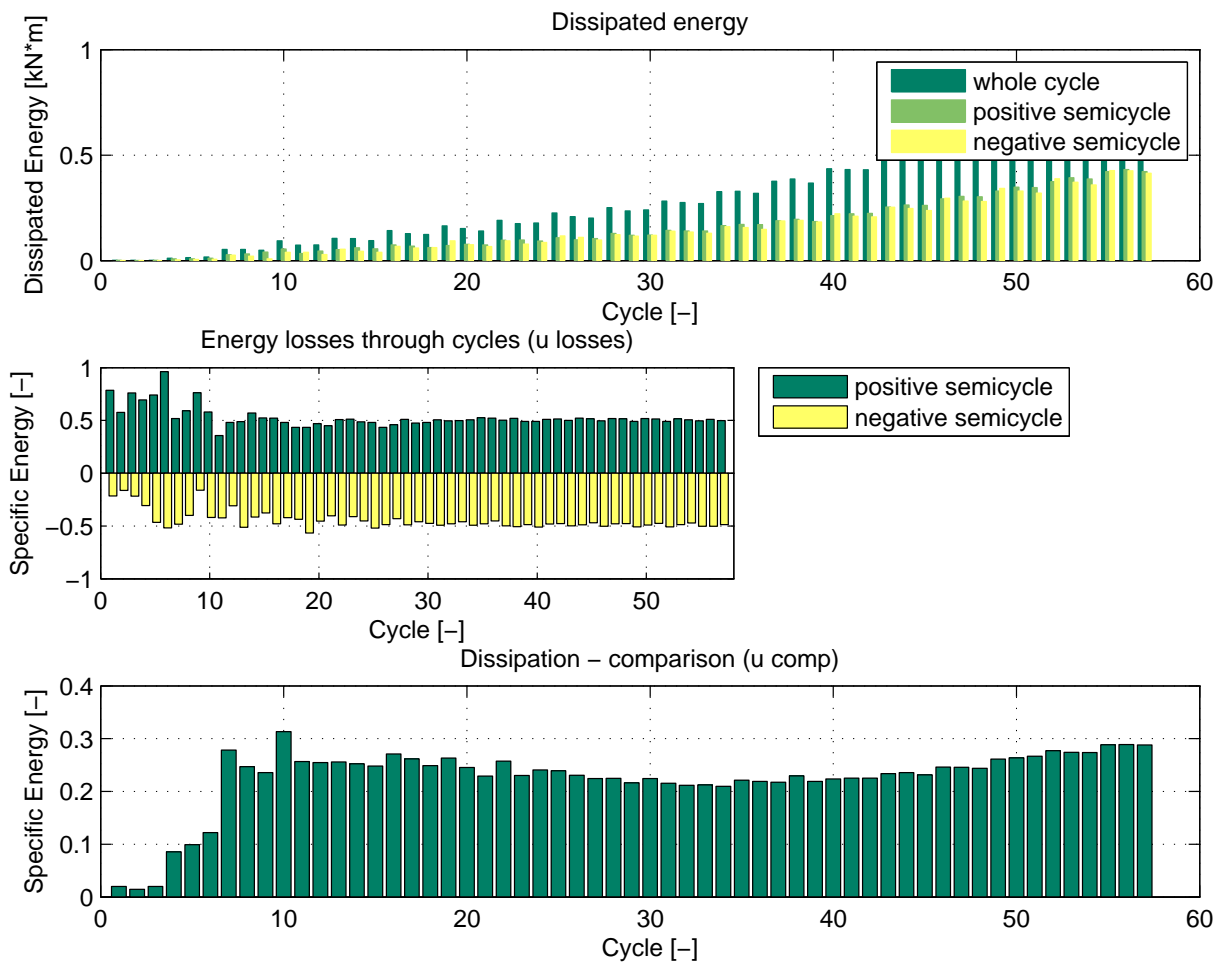 Dissipated energy
Dissipated Energy [kN*m]
1
0.5
0
whole cycle
positive semicycle
negative semicycle
0 10 20 30 40 50 60
Cycle [−]
Energy losses through cycles (u losses)
Specific Energy [−]
1
0.5
0
−0.5
−1
positive semicycle
negative semicycle
0 10 20 30 40 50
Cycle [−]
Dissipation − comparison (u comp)
Specific Energy [−]
0.4
0.3
0.2
0.1
0
0 10 20 30 40 50 60
Cycle [−]